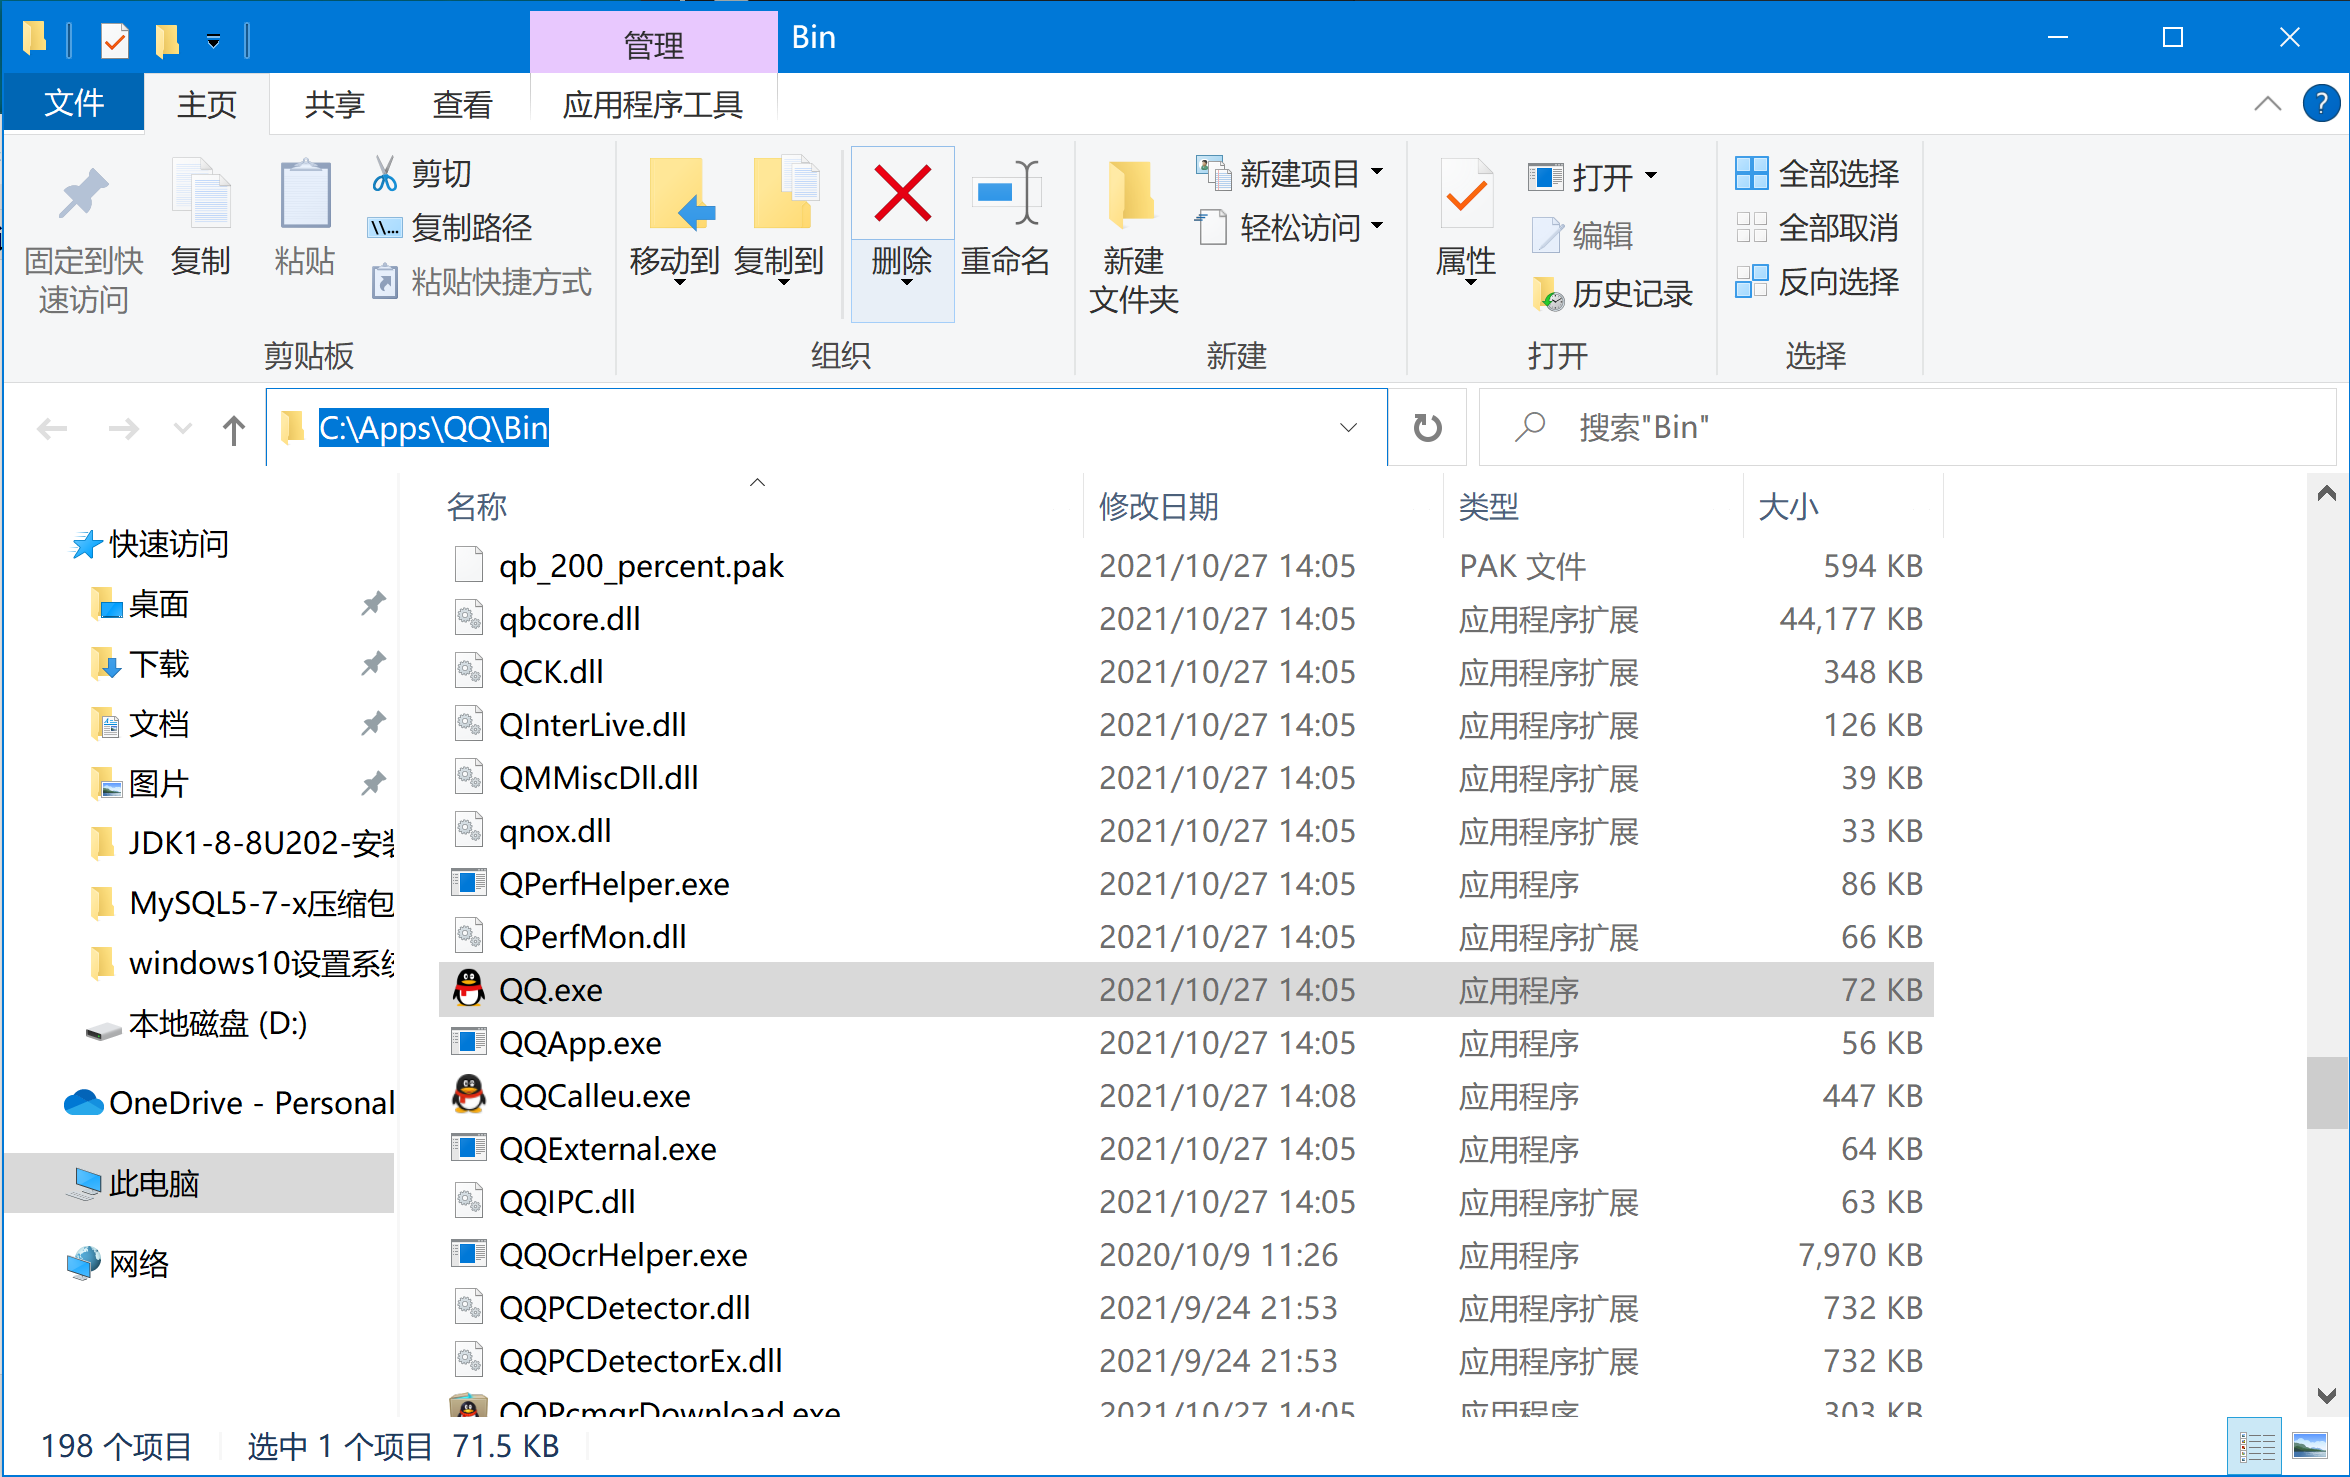 管理
Bin
文件
主页
共享
查看
应用程序工具
固定到快
速访问
复制
粘贴
剪切
复制路径
粘贴快捷方式
剪贴板
移动到
复制到
删除
重命名
组织
新建
文件夹
新建项目
轻松访问
新建
属性
打开
编辑
历史记录
打开
全部选择
全部取消
反向选择
选择
C:\Apps\QQ\Bin
搜索"Bin"
快速访问
桌面
下载
文档
图片
JDK1-8-8U202-安装
MySQL5-7-x压缩包
windows10设置系统
本地磁盘 (D:)
OneDrive - Personal
此电脑
网络
名称 修改日期 类型 大小
qb_200_percent.pak 2021/10/27 14:05 PAK 文件 594 KB
qbcore.dll 2021/10/27 14:05 应用程序扩展 44,177 KB
QCK.dll 2021/10/27 14:05 应用程序扩展 348 KB
QInterLive.dll 2021/10/27 14:05 应用程序扩展 126 KB
QMMiscDll.dll 2021/10/27 14:05 应用程序扩展 39 KB
qnox.dll 2021/10/27 14:05 应用程序扩展 33 KB
QPerfHelper.exe 2021/10/27 14:05 应用程序 86 KB
QPerfMon.dll 2021/10/27 14:05 应用程序扩展 66 KB
QQ.exe 2021/10/27 14:05 应用程序 72 KB
QQApp.exe 2021/10/27 14:05 应用程序 56 KB
QQCalleu.exe 2021/10/27 14:08 应用程序 447 KB
QQExternal.exe 2021/10/27 14:05 应用程序 64 KB
QQIPC.dll 2021/10/27 14:05 应用程序扩展 63 KB
QQOcrHelper.exe 2020/10/9 11:26 应用程序 7,970 KB
QQPCDetector.dll 2021/9/24 21:53 应用程序扩展 732 KB
QQPCDetectorEx.dll 2021/9/24 21:53 应用程序扩展 732 KB
QQPcmgrDownload.exe 2021/10/27 14:05 应用程序 303 KB
198 个项目 选中 1 个项目 71.5 KB